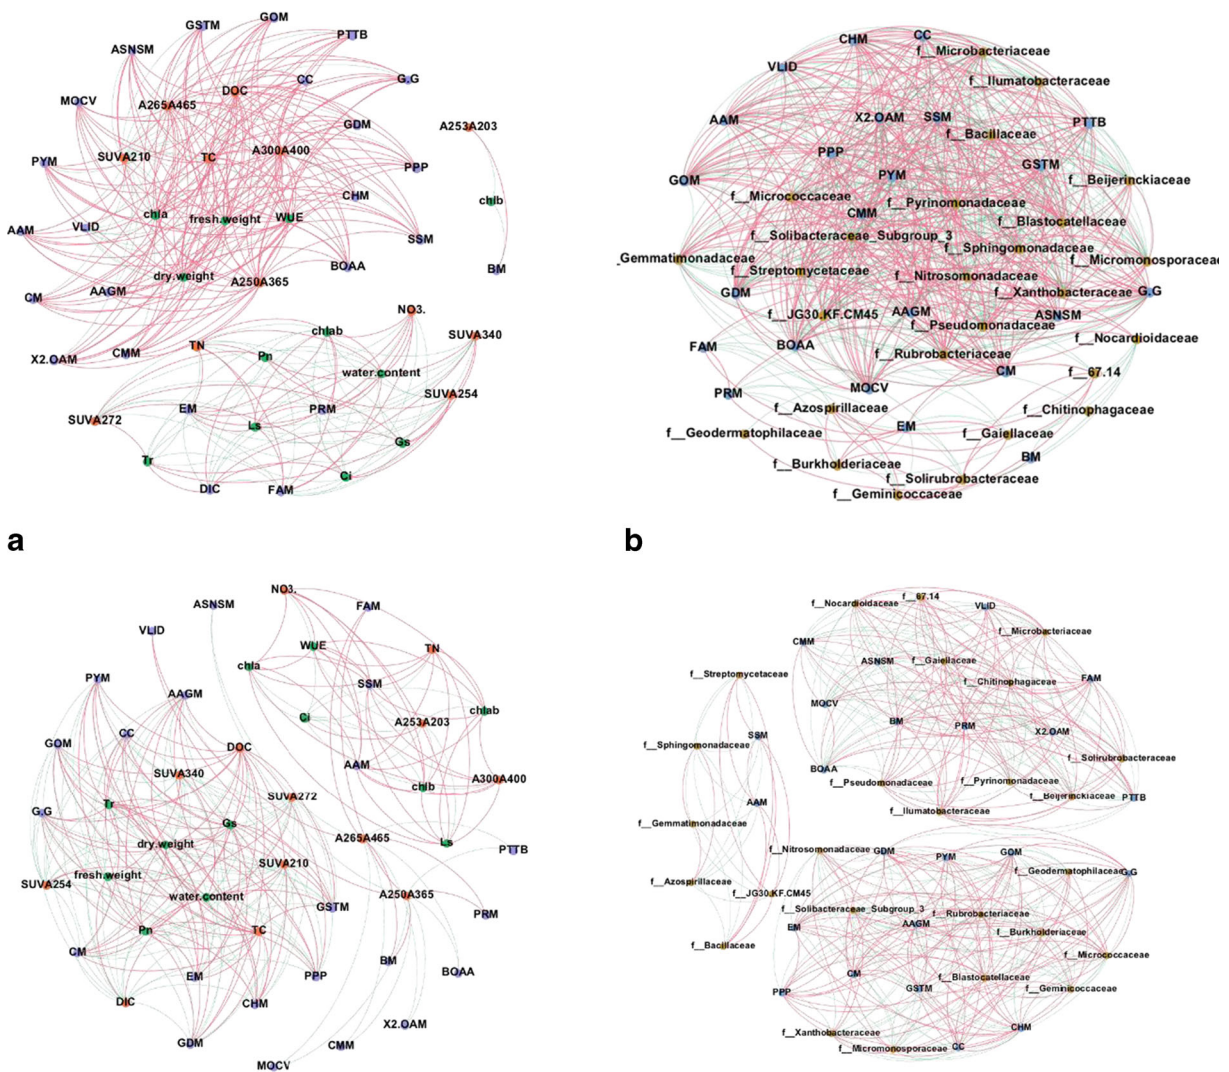 GOM
GSTM
PTTB
ASNSM
CC
G.G
DOC
MOCV
A265A465
GDM
A253A203
SUVA210
TC
A300A400
PYM
PPP
CHM
chlb
chla
fresh.weight
WUE
AAM
VLID
SSM
BOAA
BM
dry.weight
A250A365
CM
AAGM
NO3.
chlab
SUVA340
TN
CMM
X2.OAM
Pn
water.content
SUVA254
EM
PRM
SUVA272
Ls
Gs
Tr
Ci
DIC
FAM
CC
CHM
f__Microbacteriaceae
VLID
f__Ilumatobacteraceae
AAM
X2.OAM
SSM
PTTB
f__Bacillaceae
PPP
GSTM
GOM
PYM
f__Beijerinckiaceae
f__Micrococcaceae
f__Pyrinomonadaceae
CMM
f__Blastocatellaceae
f__Solibacteraceae_Subgroup_3
f__Sphingomonadaceae
_Gemmatimonadaceae
f__Micromonosporaceae
f__Streptomycetaceae
f__Nitrosomonadaceae
GDM
f__Xanthobacteraceae
G.G
f__JG30.KF.CM45
AAGM
ASNSM
f__Pseudomonadaceae
FAM
BOAA
f__Nocardioidaceae
f__Rubrobacteriaceae
CM
f__67.14
MOCV
PRM
f__Azospirillaceae
f__Chitinophagaceae
EM
f__Geodermatophilaceae
f__Gaiellaceae
BM
f__Burkholderiaceae
f__Solirubrobacteraceae
f__Geminicoccaceae
a
b
NO3.
ASNSM
FAM
VLID
WUE
TN
chla
PYM
SSM
AAGM
Ci
chlab
A253A203
CC
GOM
DOC
AAM
SUVA340
A300A400
chlb
SUVA272
Tr
G.G
Gs
A265A465
Ls
dry.weight
PTTB
SUVA210
fresh.weight
SUVA254
water.content
A250A365
GSTM
PRM
Pn
TC
CM
BM
EM
PPP
BOAA
DIC
CHM
X2.OAM
GDM
CMM
MOCV
f__67.14
f__Nocardioidaceae
VLID
f__Microbacteriaceae
CMM
ASNSM
f__Gaiellaceae
f__Streptomycetaceae
f__Chitinophagaceae
FAM
MOCV
BM
PRM
X2.OAM
SSM
f__Sphingomonadaceae
f__Solirubrobacteraceae
BOAA
f__Pseudomonadaceae
f__Pyrinomonadaceae
f__Beijerinckiaceae
PTTB
AAM
f__Ilumatobacteraceae
f__Gemmatimonadaceae
f__Nitrosomonadaceae
GDM
PYM
GOM
f__Geodermatophilaceae
G.G
f__Azospirillaceae
f__JG30.KF.CM45
f__Solibacteraceae_Subgroup_3
f__Rubrobacteriaceae
EM
AAGM
f__Burkholderiaceae
f__Bacillaceae
f__Micrococcaceae
CM
f__Blastocatellaceae
GSTM
f__Geminicoccaceae
PPP
CHM
f__Xanthobacteraceae
f__Micromonosporaceae
CC